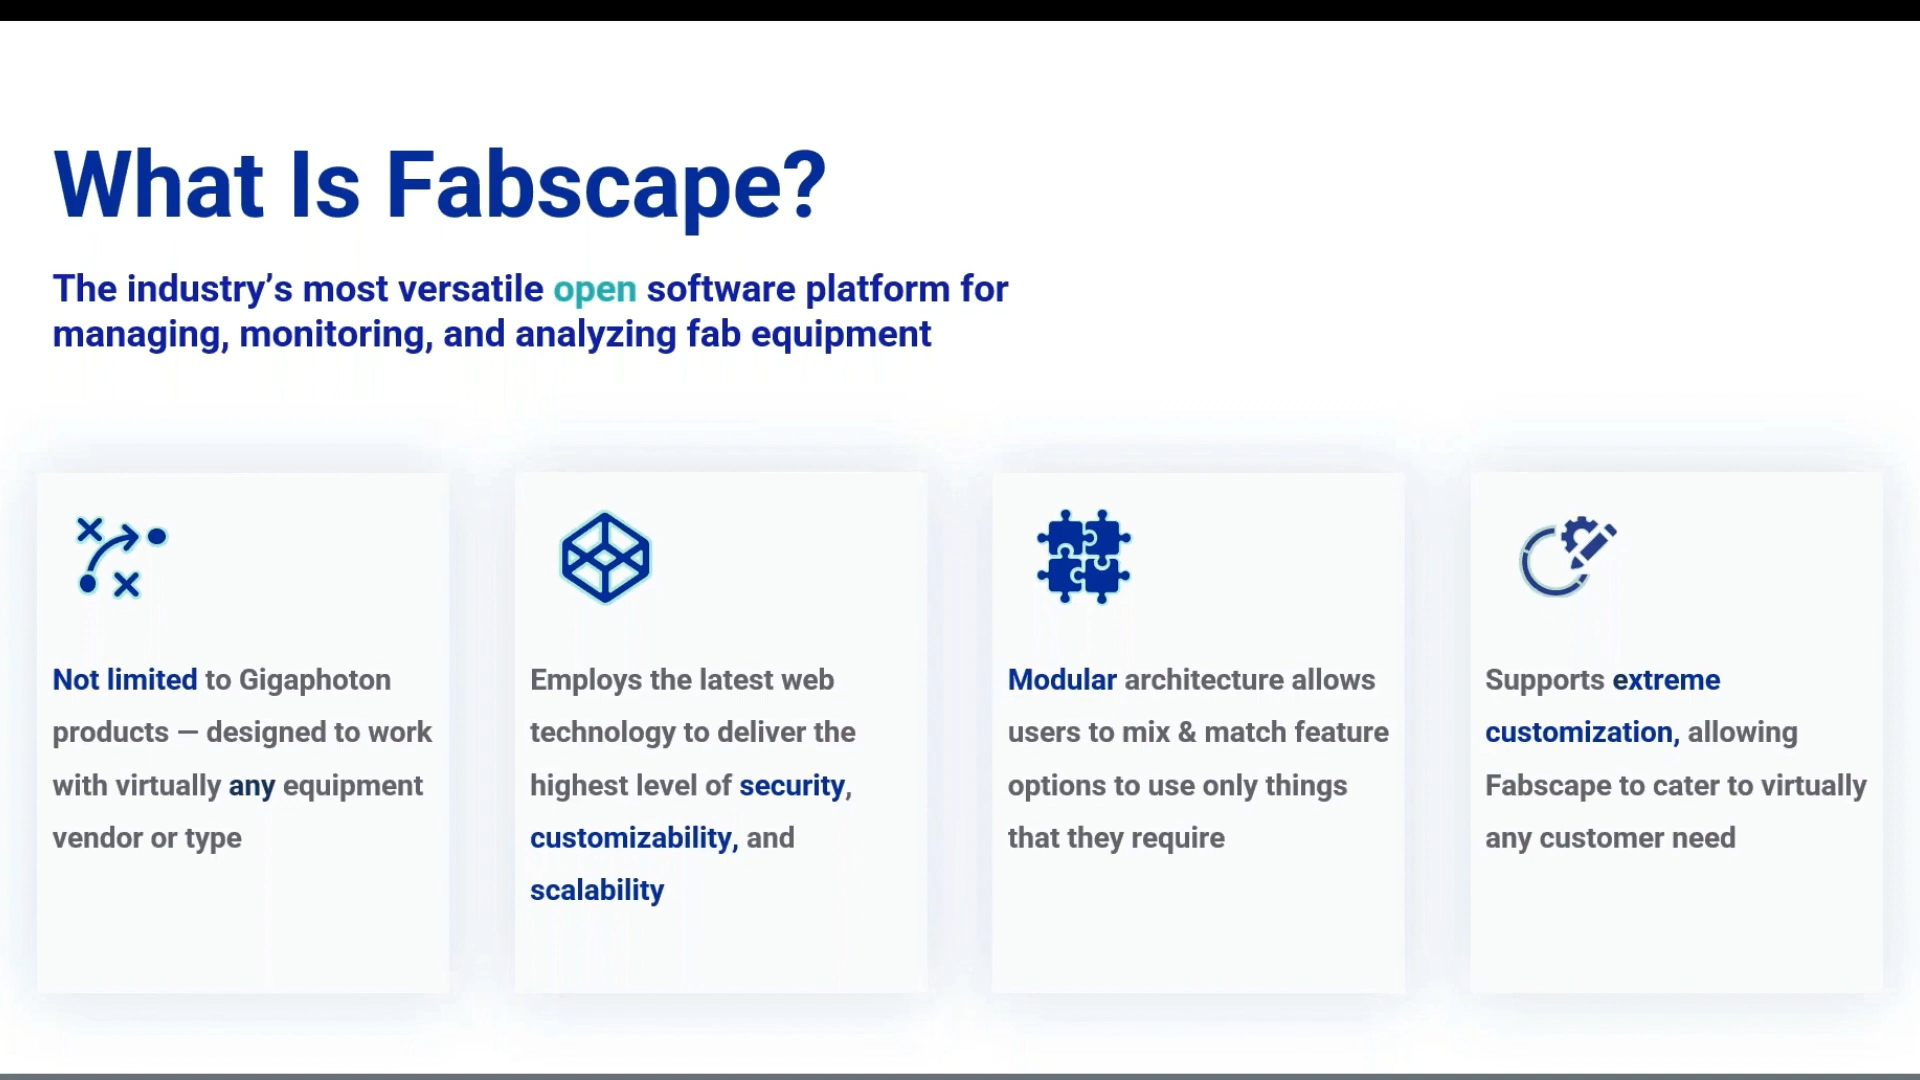 What Is Fabscape?
The industry’s most versatile open software platform for
managing, monitoring, and analyzing fab equipment
Not limited to Gigaphoton
products — designed to work
with virtually any equipment
vendor or type
Employs the latest web
technology to deliver the
highest level of security,
customizability, and
scalability
Modular architecture allows
users to mix & match feature
options to use only things
that they require
Supports extreme
customization, allowing
Fabscape to cater to virtually
any customer need